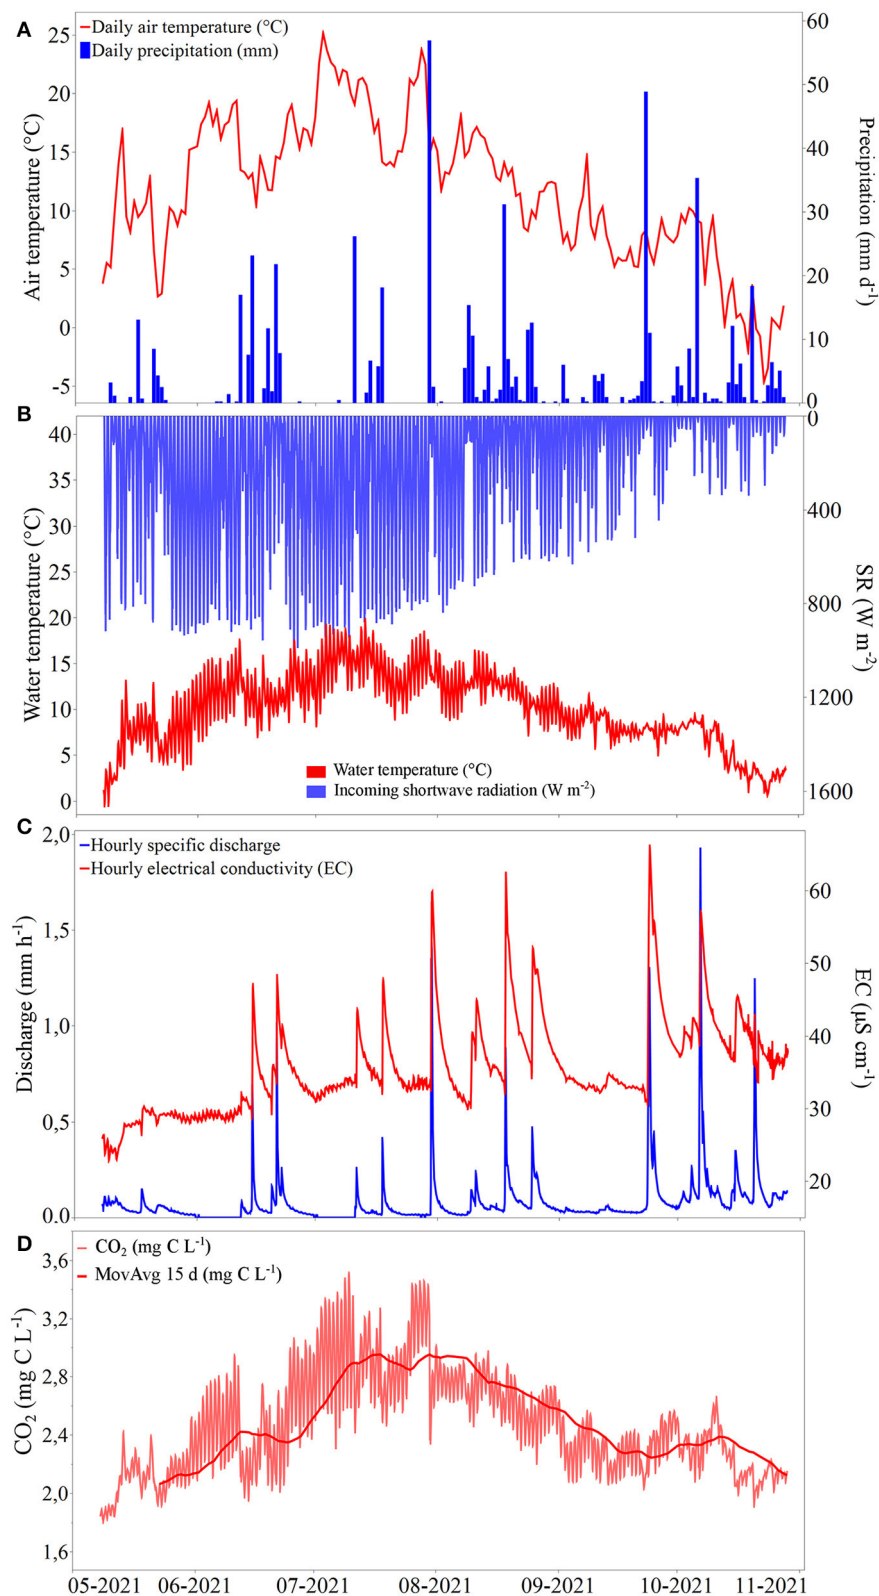 A
Daily air temperature (°C)
Daily precipitation (mm)
25
20
15
10
5
0
-5
Air temperature (°C)
60
50
40
30
20
10
0
Precipitation (mm d-1)
B
40
35
30
25
20
15
10
5
0
Water temperature (°C)
0
400
800
1200
1600
SR (W m-2)
Water temperature (°C)
Incoming shortwave radiation (W m-2)
C
Hourly specific discharge
Hourly electrical conductivity (EC)
2,0
1,5
1,0
0,5
0.0
Discharge (mm h-1)
60
50
40
30
20
EC (µS cm-1)
D
CO2 (mg C L-1)
MovAvg 15 d (mg C L-1)
3,6
3,2
2,8
2,4
2,0
1,6
CO2 (mg C L-1)
05-2021 06-2021 07-2021 08-2021 09-2021 10-2021 11-2021